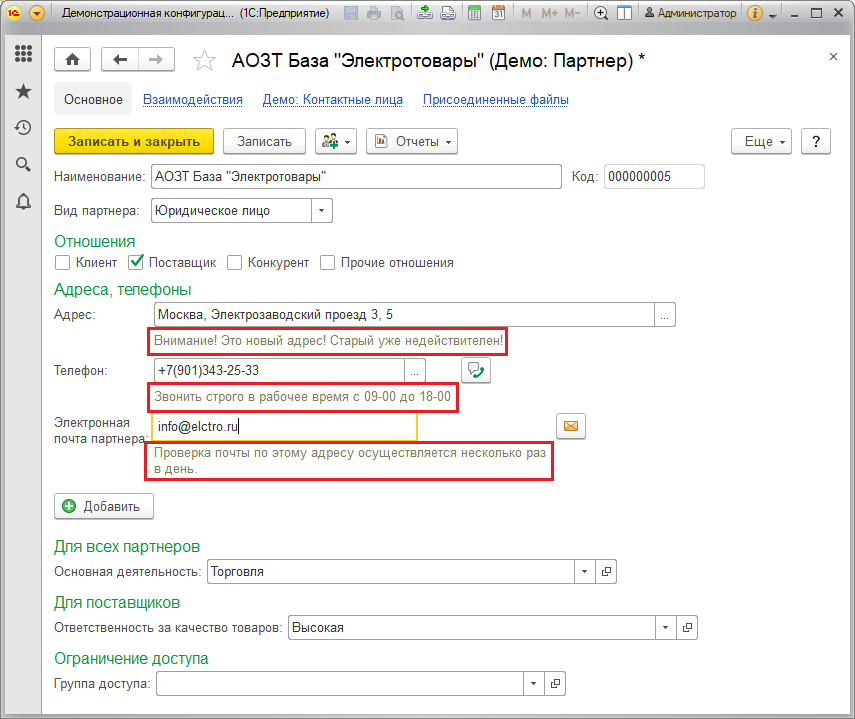 Демонстрационная конфигурац... (1С:Предприятие) M M+ M- Администратор
АОЗТ База "Электротовары" (Демо: Партнер) *
Основное Взаимодействия Демо: Контактные лица Присоединенные файлы
Записать и закрыть Записать Отчеты Еще ?
Наименование: АОЗТ База "Электротовары" Код: 000000005
Вид партнера: Юридическое лицо
Отношения
Клиент Поставщик Конкурент Прочие отношения
Адреса, телефоны
Адрес: Москва, Электрозаводский проезд 3, 5 ...
Внимание! Это новый адрес! Старый уже недействителен!
Телефон: +7(901)343-25-33 ...
Звонить строго в рабочее время с 09-00 до 18-00
Электронная
почта партнера: info@elctro.ru
Проверка почты по этому адресу осуществляется несколько раз
в день.
Добавить
Для всех партнеров
Основная деятельность: Торговля
Для поставщиков
Ответственность за качество товаров: Высокая
Ограничение доступа
Группа доступа: